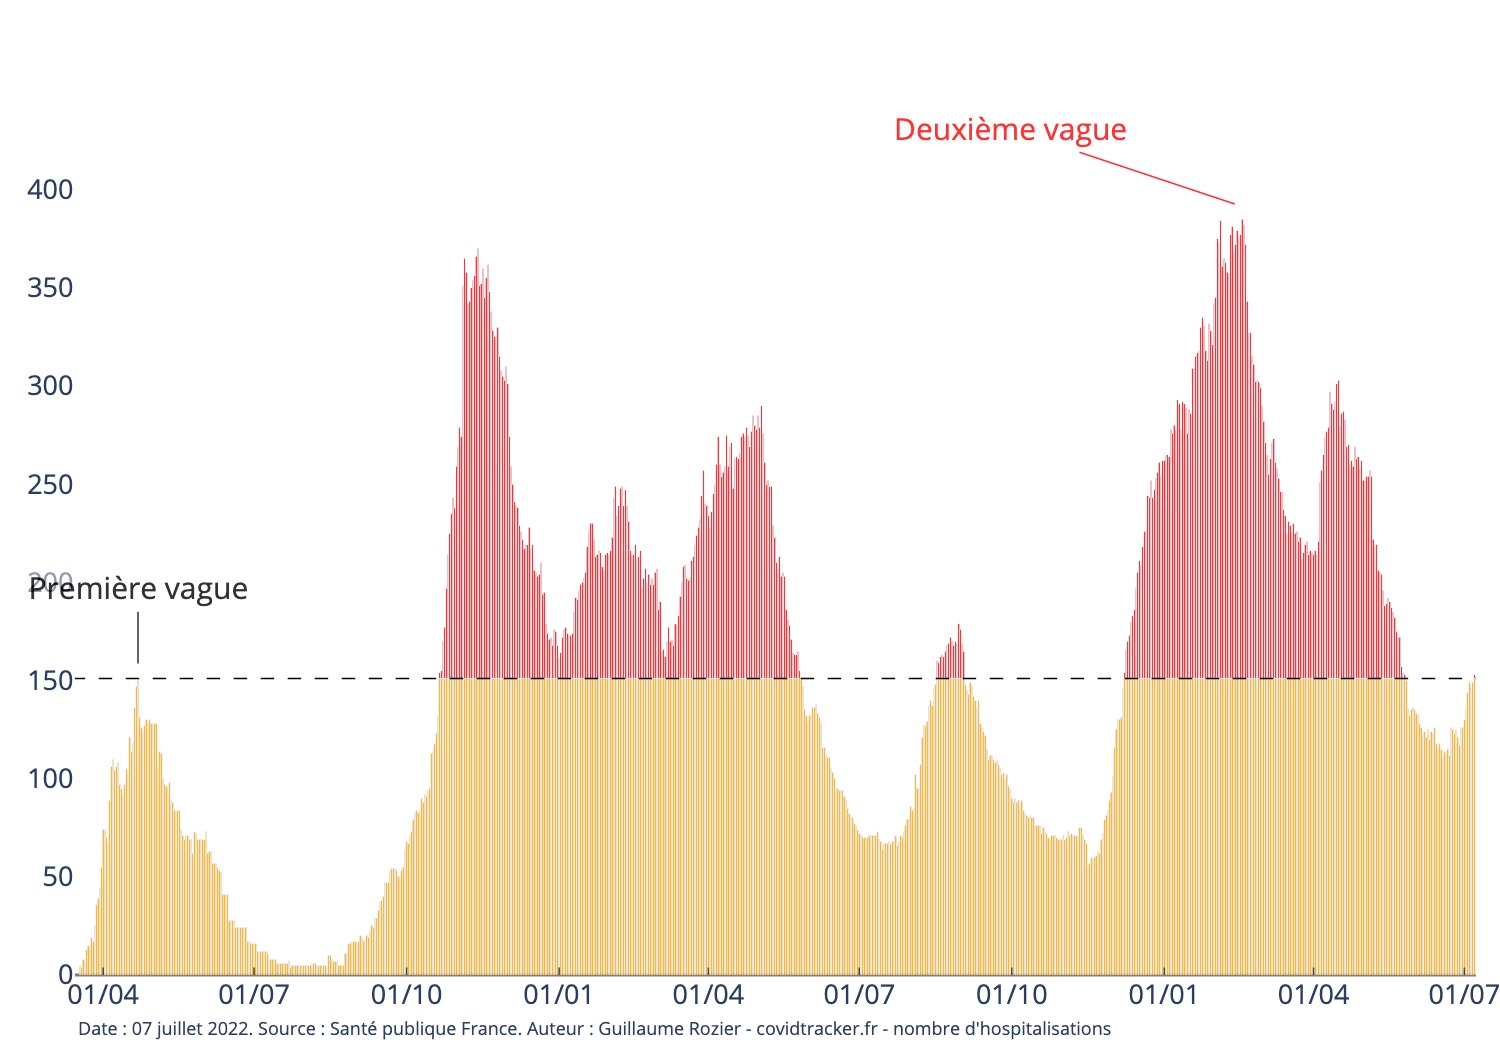 Deuxième vague
400
350
300
250
200
Première vague
150
100
50
0
01/04 01/07 01/10 01/01 01/04 01/07 01/10 01/01 01/04 01/07
Date : 07 juillet 2022. Source : Santé publique France. Auteur : Guillaume Rozier - covidtracker.fr - nombre d'hospitalisations